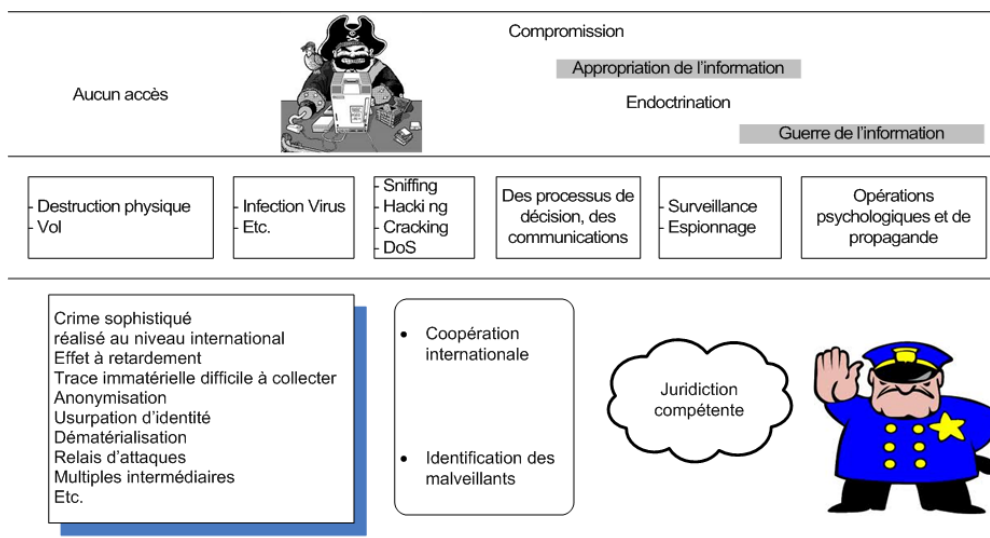 Compromission
Appropriation de l'information
Aucun accès
Endoctrination
Guerre de l'information
- Destruction physique
- Vol
- Infection Virus
- Etc.
- Sniffing
- Hacki ng
- Cracking
- DoS
Des processus de
décision, des
communications
- Surveillance
- Espionnage
Opérations
psychologiques et de
propagande
Crime sophistiqué
réalisé au niveau international
Effet à retardement
Trace immatérielle difficile à collecter
Anonymisation
Usurpation d'identité
Dématérialisation
Relais d'attaques
Multiples intermédiaires
Etc.
• Coopération
internationale
• Identification des
malveillants
Juridiction
compétente